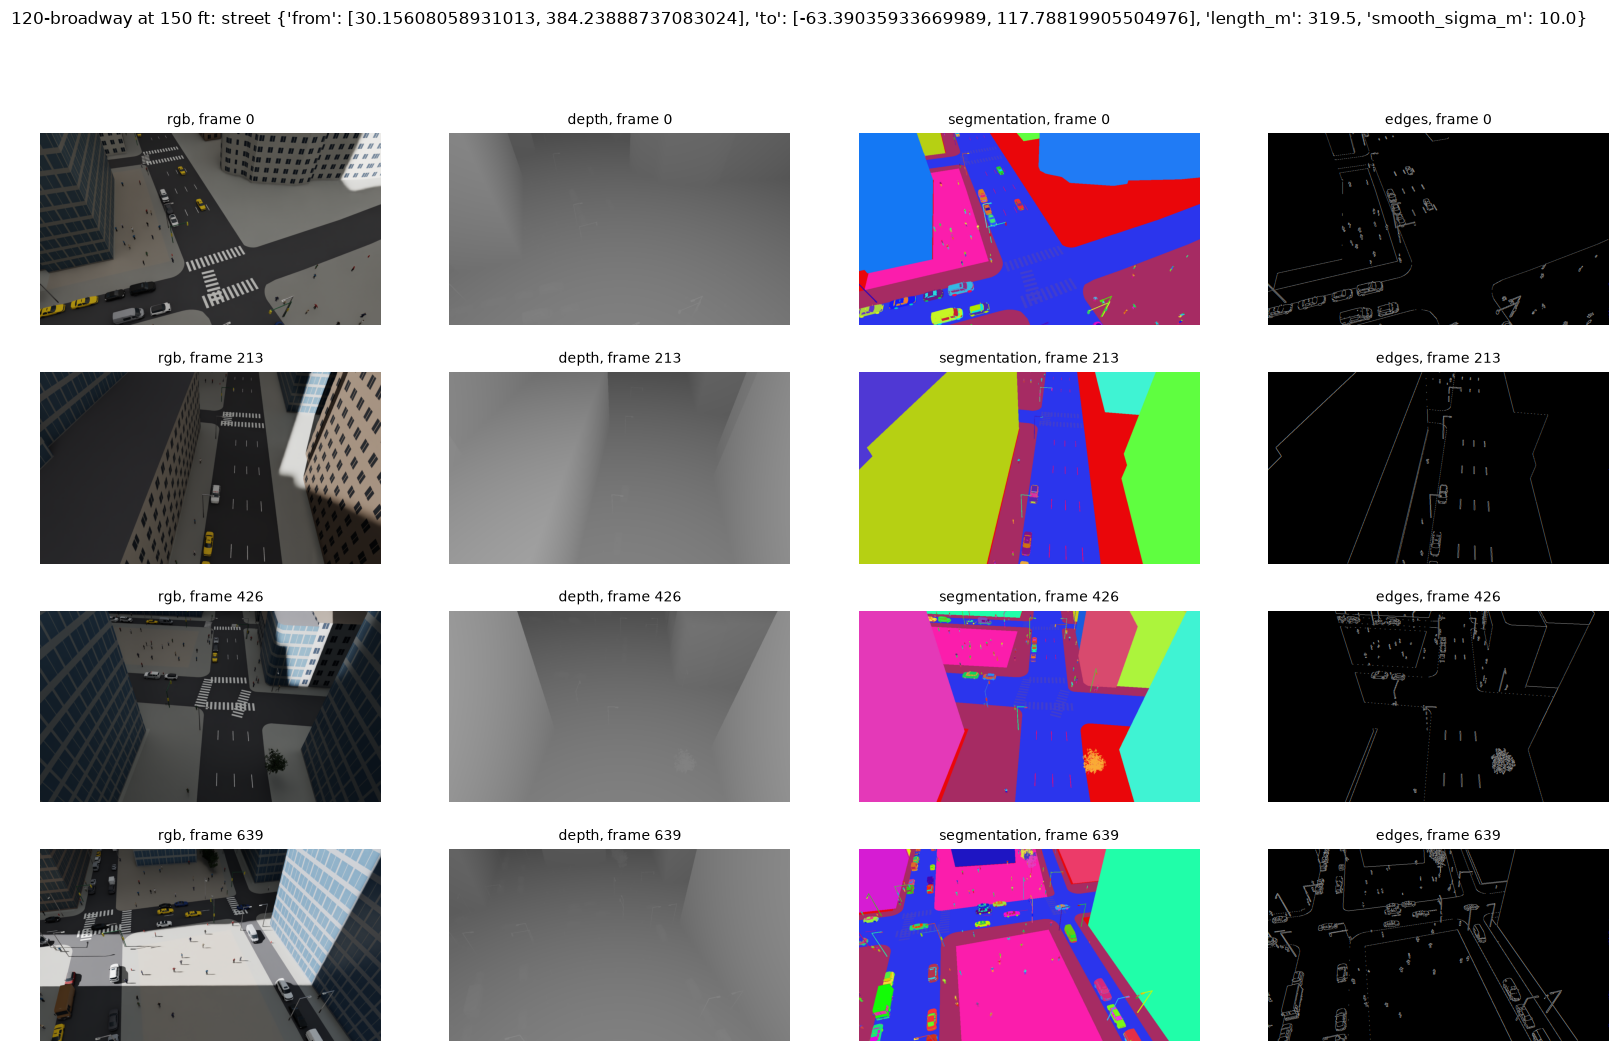 120-broadway at 150 ft: street {'from': [30.15608058931013, 384.23888737083024], 'to': [-63.39035933669989, 117.78819905504976], 'length_m': 319.5, 'smooth_sigma_m': 10.0}
rgb, frame 0
depth, frame 0
segmentation, frame 0
edges, frame 0
rgb, frame 213
depth, frame 213
segmentation, frame 213
edges, frame 213
rgb, frame 426
depth, frame 426
segmentation, frame 426
edges, frame 426
rgb, frame 639
depth, frame 639
segmentation, frame 639
edges, frame 639